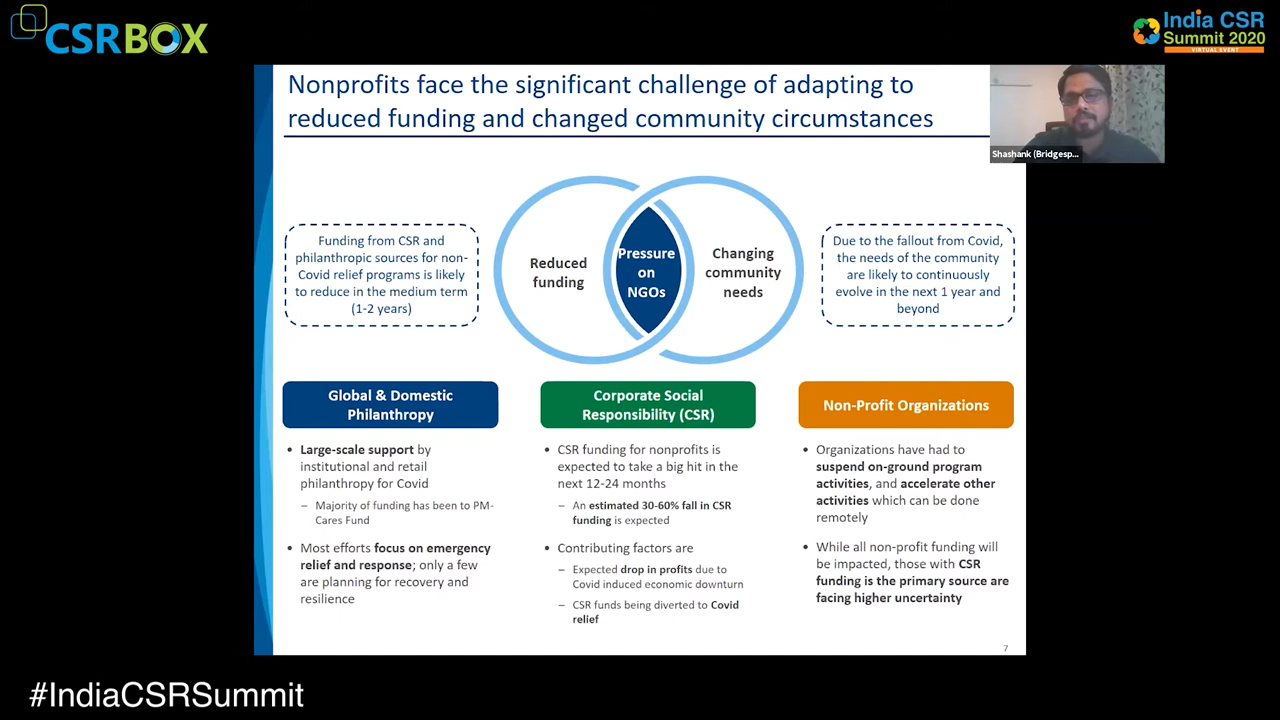 CSRBOX
India CSR
Summit 2020
VIRTUAL EVENT
Nonprofits face the significant challenge of adapting to
reduced funding and changed community circumstances
Shashank (Bridgesp...
Funding from CSR and
philanthropic sources for non-
Covid relief programs is likely
to reduce in the medium term
(1-2 years)
Reduced
funding
Pressure
on
NGOs
Changing
community
needs
Due to the fallout from Covid,
the needs of the community
are likely to continuously
evolve in the next 1 year and
beyond
Global & Domestic
Philanthropy
• Large-scale support by
institutional and retail
philanthropy for Covid
– Majority of funding has been to PM-
Cares Fund
• Most efforts focus on emergency
relief and response; only a few
are planning for recovery and
resilience
Corporate Social
Responsibility (CSR)
• CSR funding for nonprofits is
expected to take a big hit in the
next 12-24 months
– An estimated 30-60% fall in CSR
funding is expected
• Contributing factors are
– Expected drop in profits due to
Covid induced economic downturn
– CSR funds being diverted to Covid
relief
Non-Profit Organizations
• Organizations have had to
suspend on-ground program
activities, and accelerate other
activities which can be done
remotely
• While all non-profit funding will
be impacted, those with CSR
funding is the primary source are
facing higher uncertainty
7
#IndiaCSRSummit